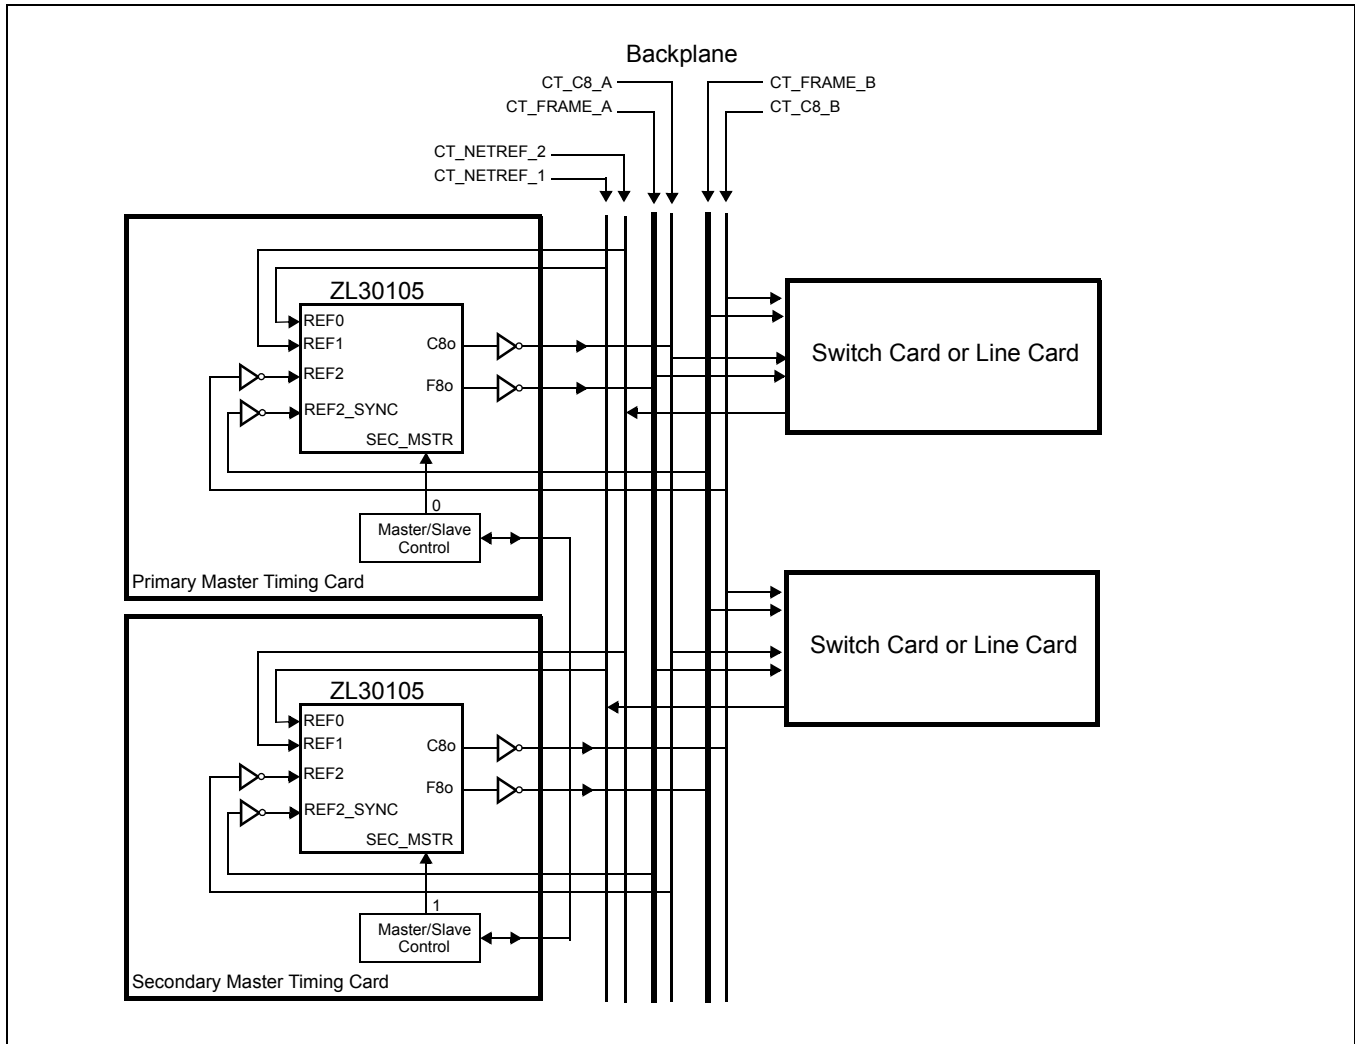 Backplane
CT_C8_A
CT_FRAME_B
CT_FRAME_A
CT_C8_B
CT_NETREF_2
CT_NETREF_1
ZL30105
REF0
REF1
C8o
REF2
F8o
REF2_SYNC
SEC_MSTR
0
Master/Slave
Control
Primary Master Timing Card
Switch Card or Line Card
ZL30105
REF0
REF1
C8o
REF2
F8o
REF2_SYNC
SEC_MSTR
1
Master/Slave
Control
Secondary Master Timing Card
Switch Card or Line Card